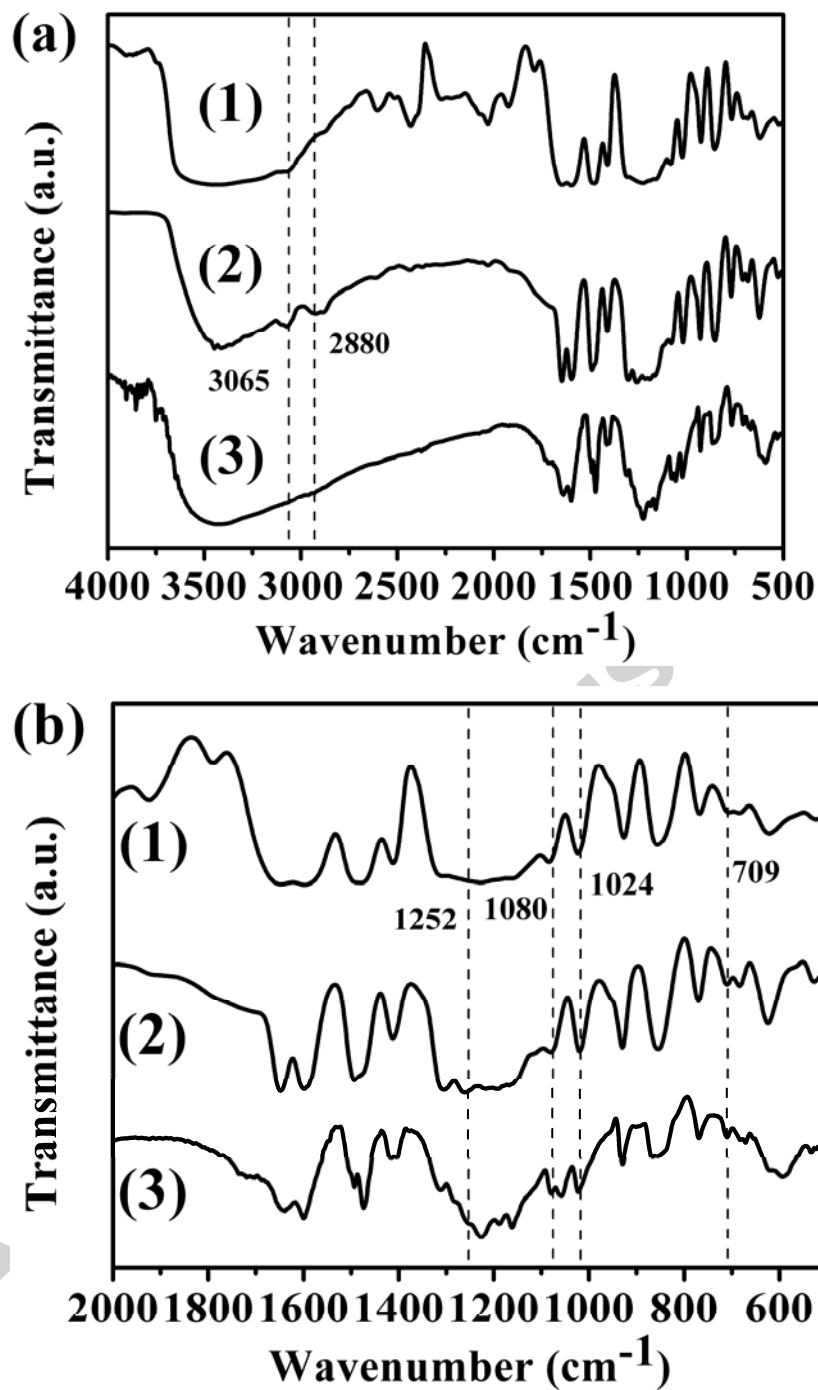 (a)
Transmittance (a.u.)
(1)
(2)
2880
3065
(3)
4000 3500 3000 2500 2000 1500 1000 500
Wavenumber (cm-1)
(b)
Transmittance (a.u.)
(1)
709
1024
1252 1080
(2)
(3)
2000 1800 1600 1400 1200 1000 800 600
Wavenumber (cm-1)